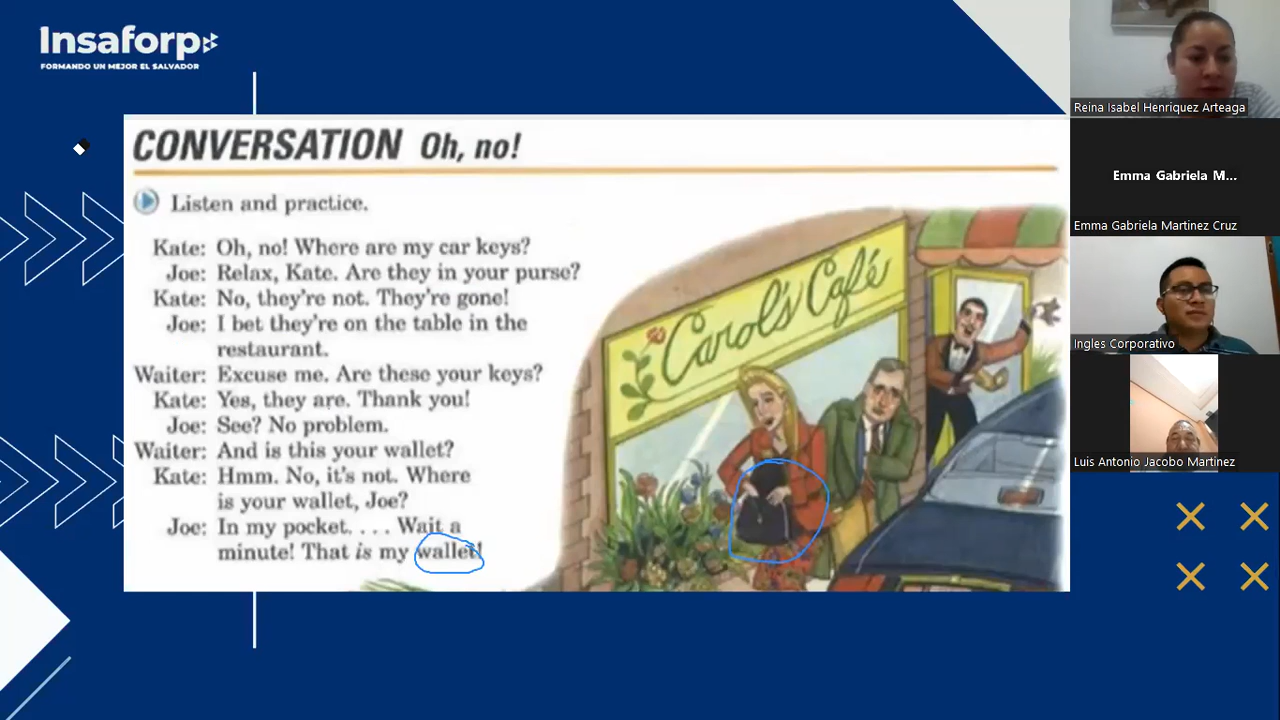 Insaforp
FORMANDO UN MEJOR EL SALVADOR
CONVERSATION Oh, no!
Listen and practice.
Kate: Oh, no! Where are my car keys?
Joe: Relax, Kate. Are they in your purse?
Kate: No, they're not. They're gone!
Joe: I bet they're on the table in the
restaurant.
Waiter: Excuse me. Are these your keys?
Kate: Yes, they are. Thank you!
Joe: See? No problem.
Waiter: And is this your wallet?
Kate: Hmm. No, it's not. Where
is your wallet, Joe?
Joe: In my pocket. . . . Wait a
minute! That is my wallet!
Carol's Café
Reina Isabel Henriquez Arteaga
Emma Gabriela M...
Emma Gabriela Martinez Cruz
Ingles Corporativo
Luis Antonio Jacobo Martinez